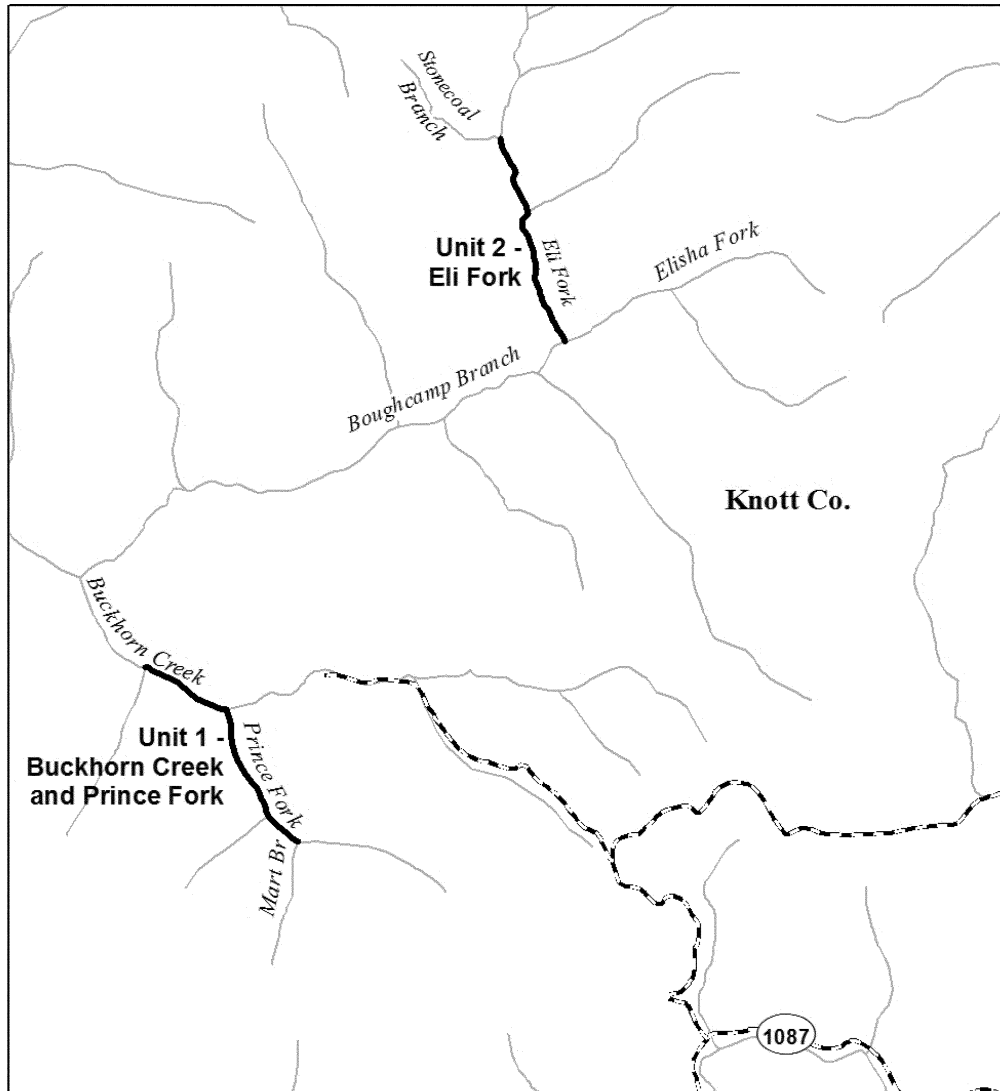 Stonecoal
Branch
Unit 2 -
Eli Fork
Eli Fork
Elisha Fork
Boughcamp Branch
Knott Co.
Buckhorn Creek
Unit 1 -
Buckhorn Creek
and Prince Fork
Prince Fork
Mart Br
1087